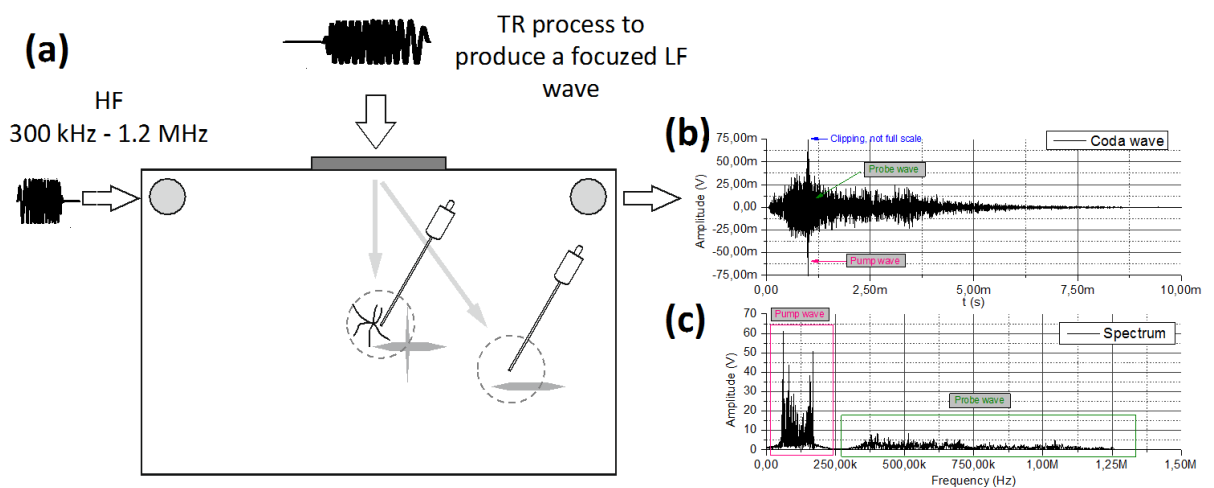 (a)
TR process to
produce a focuzed LF
wave
HF
300 kHz - 1.2 MHz
(b)
75,00m
50,00m
25,00m
0,00
-25,00m
-50,00m
-75,00m
Amplitude (V)
Clipping, not full scale
Coda wave
Probe wave
Pump wave
0,00
2,50m
5,00m
7,50m
10,00m
t (s)
(c)
70
60
50
40
30
20
10
0
Amplitude (V)
Pump wave
Spectrum
Probe wave
0,00
250,00k
500,00k
750,00k
1,00M
1,25M
1,50M
Frequency (Hz)